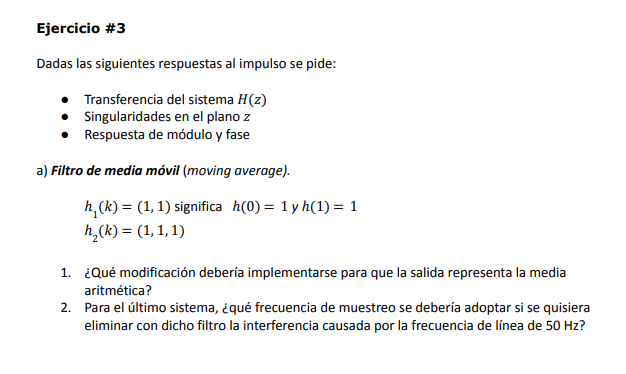 Ejercicio #3
Dadas las siguientes respuestas al impulso se pide:
● Transferencia del sistema H(z)
● Singularidades en el plano z
● Respuesta de módulo y fase
a) Filtro de media móvil (moving average).
h₁(k) = (1, 1) significa h(0) = 1 y h(1) = 1
h₂(k) = (1, 1, 1)
1. ¿Qué modificación debería implementarse para que la salida representa la media
aritmética?
2. Para el último sistema, ¿qué frecuencia de muestreo se debería adoptar si se quisiera
eliminar con dicho filtro la interferencia causada por la frecuencia de línea de 50 Hz?